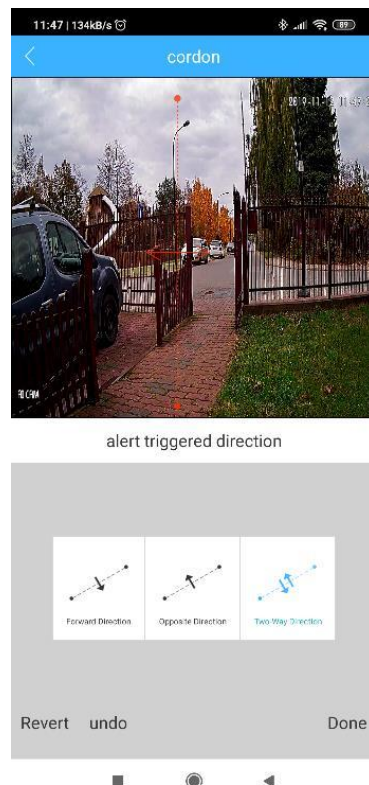 11:47 | 134kB/s
89
cordon
alert triggered direction
Forward Direction
Opposite Direction
Two-Way Direction
Revert
undo
Done